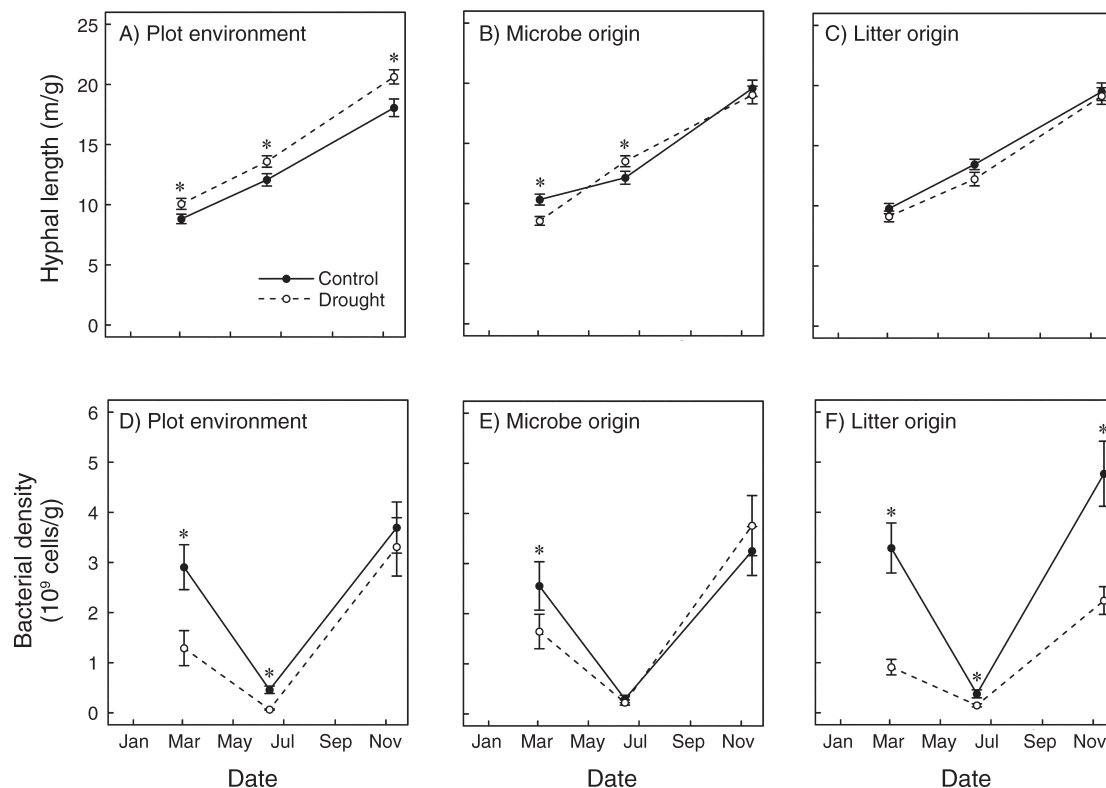 A) Plot environment
B) Microbe origin
C) Litter origin
Hyphal length (m/g)
25
20
15
10
5
0
* * *
* *
Control
Drought
D) Plot environment
E) Microbe origin
F) Litter origin
Bacterial density
(10⁹ cells/g)
6
5
4
3
2
1
0
* *
*
* * *
Jan Mar May Jul Sep Nov
Jan Mar May Jul Sep Nov
Jan Mar May Jul Sep Nov
Date
Date
Date